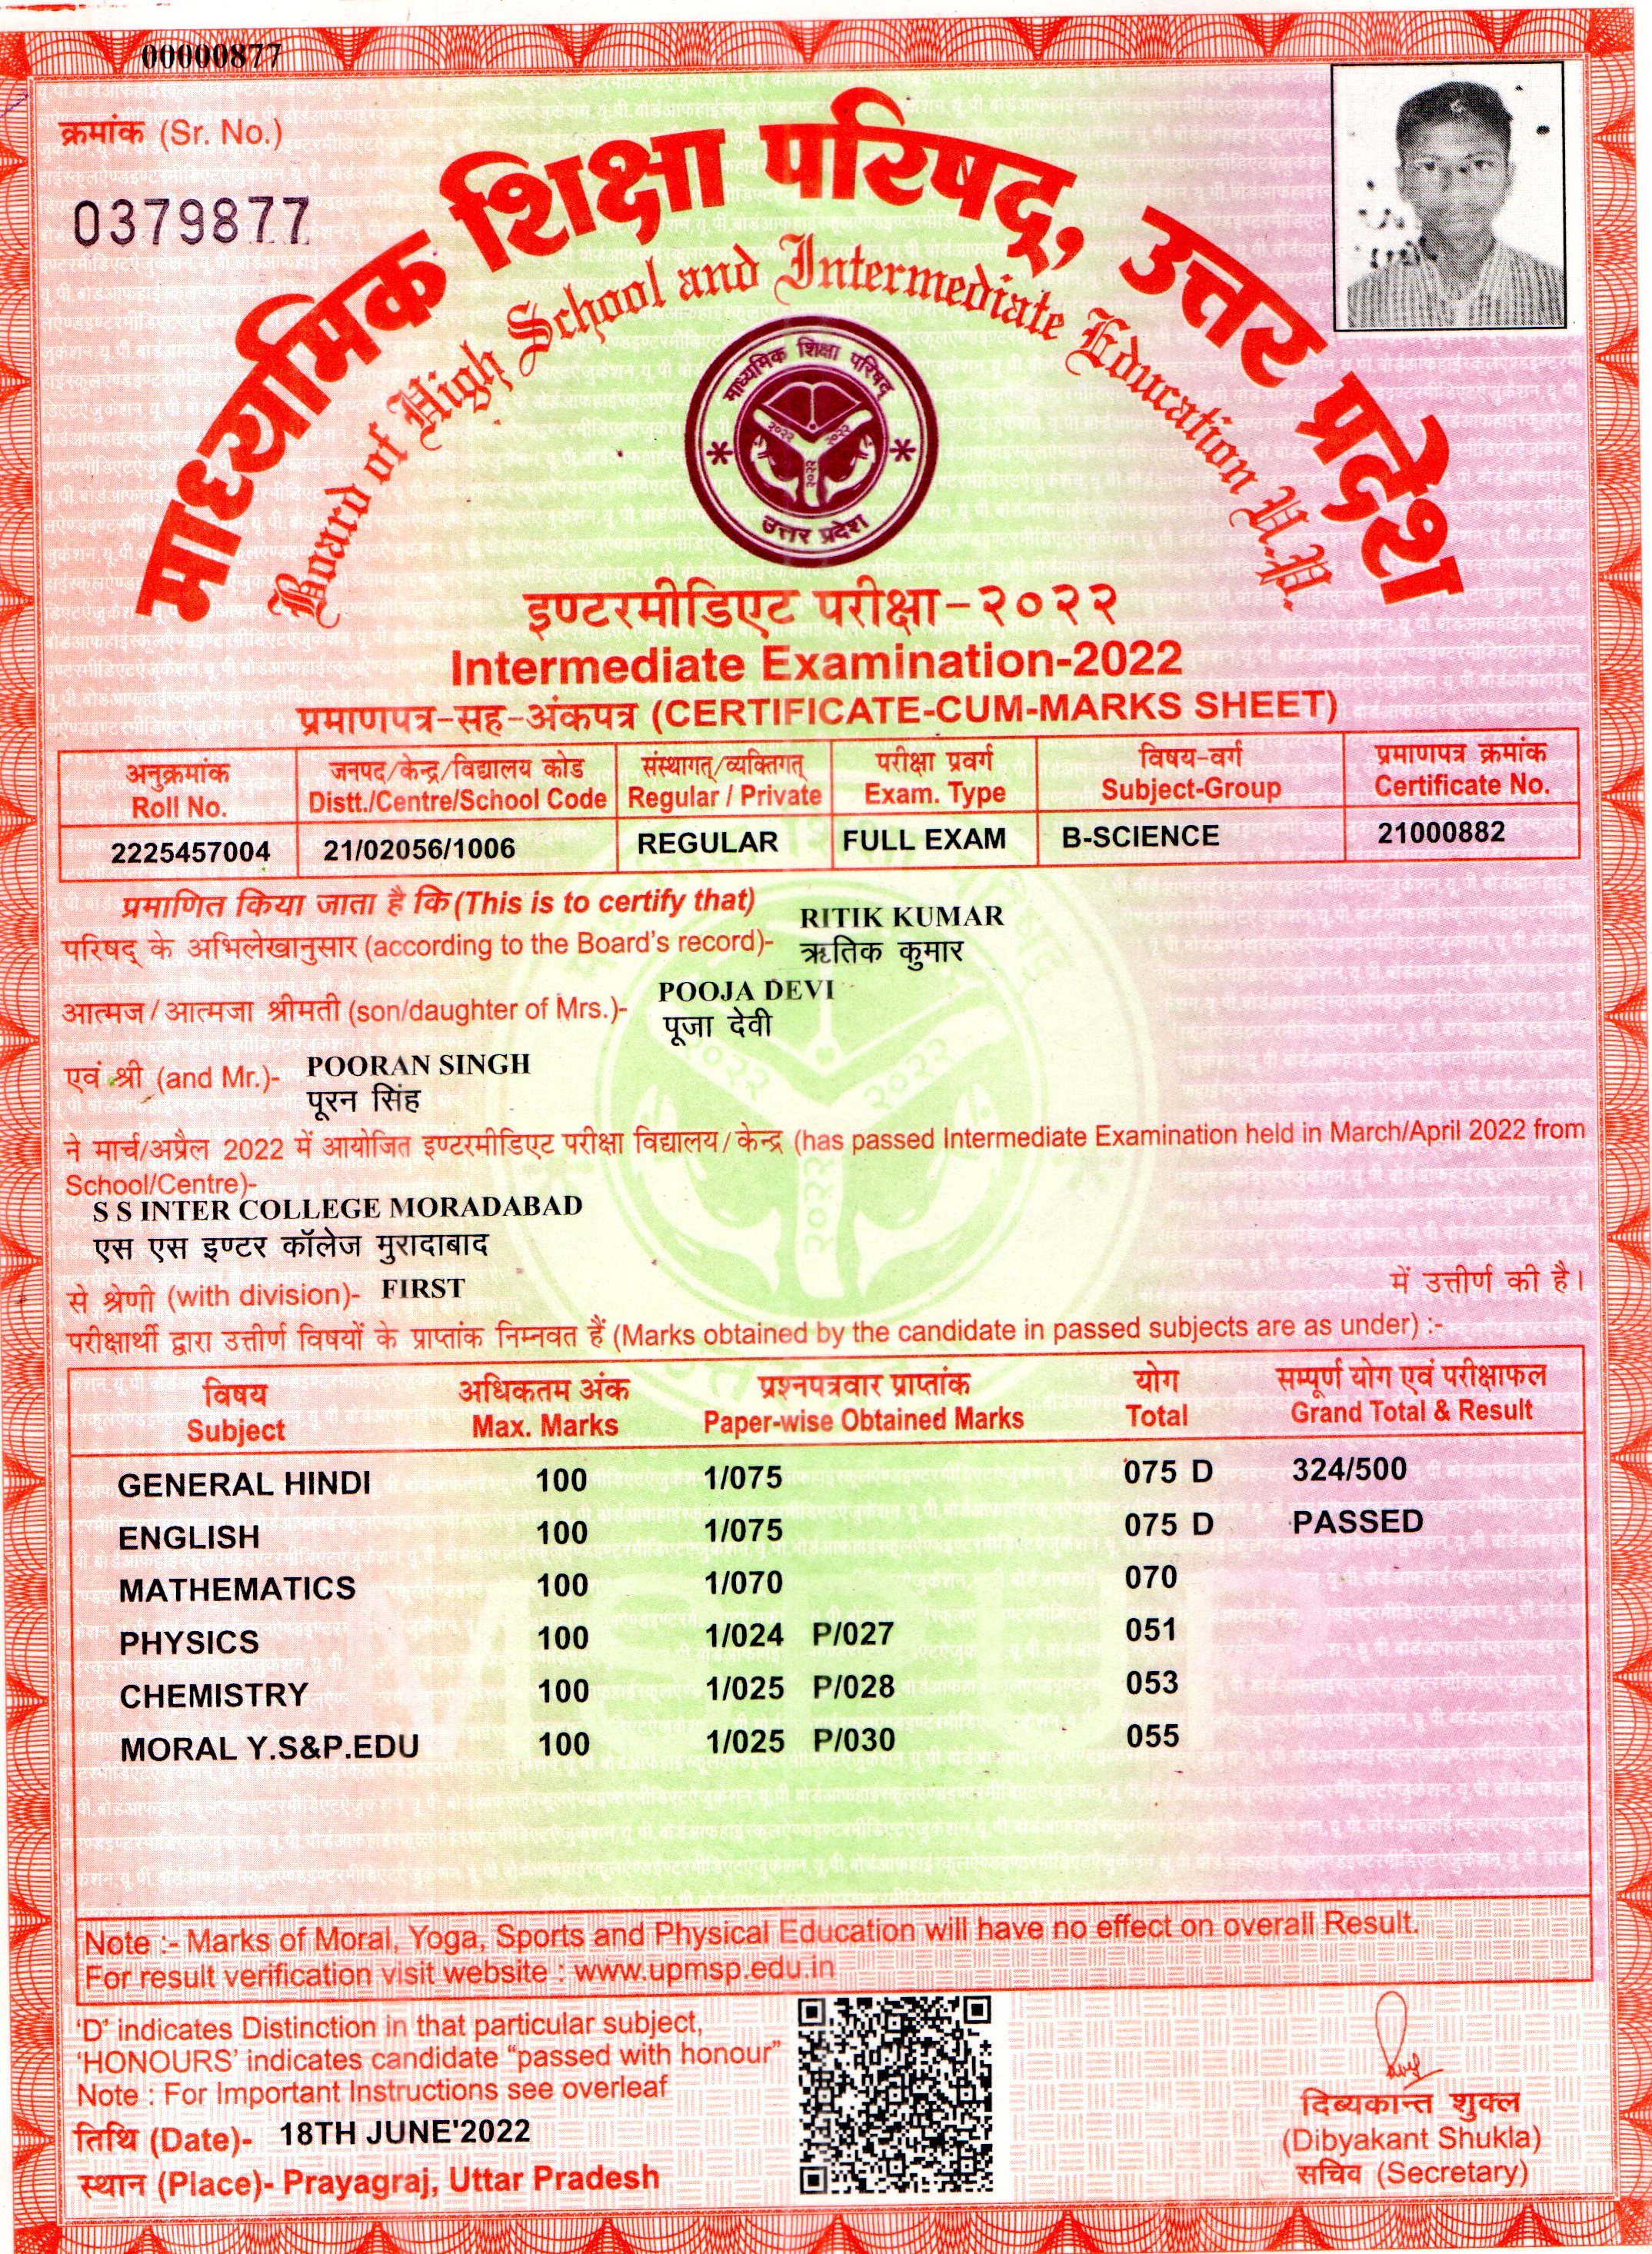 00000877
क्रमांक (Sr. No.)
0379877
माध्यमिक शिक्षा परिषद्, उत्तर प्रदेश
Board of High School and Intermediate Education U.P.
माध्यमिक शिक्षा परिषद्
२०२२ २०२२
२०२२
उत्तर प्रदेश
इण्टरमीडिएट परीक्षा-२०२२
Intermediate Examination-2022
प्रमाणपत्र-सह-अंकपत्र (CERTIFICATE-CUM-MARKS SHEET)
अनुक्रमांक जनपद/केन्द्र/विद्यालय कोड संस्थागत्/व्यक्तिगत् परीक्षा प्रवर्ग विषय-वर्ग प्रमाणपत्र क्रमांक
Roll No. Distt./Centre/School Code Regular / Private Exam. Type Subject-Group Certificate No.
2225457004 21/02056/1006 REGULAR FULL EXAM B-SCIENCE 21000882
प्रमाणित किया जाता है कि (This is to certify that)
RITIK KUMAR
परिषद् के अभिलेखानुसार (according to the Board's record)- ऋतिक कुमार
POOJA DEVI
आत्मज / आत्मजा श्रीमती (son/daughter of Mrs.)- पूजा देवी
POORAN SINGH
एवं श्री (and Mr.)- पूरन सिंह
ने मार्च/अप्रैल 2022 में आयोजित इण्टरमीडिएट परीक्षा विद्यालय/केन्द्र (has passed Intermediate Examination held in March/April 2022 from
School/Centre)-
S S INTER COLLEGE MORADABAD
एस एस इण्टर कॉलेज मुरादाबाद
से श्रेणी (with division)- FIRST में उत्तीर्ण की है।
परीक्षार्थी द्वारा उत्तीर्ण विषयों के प्राप्तांक निम्नवत हैं (Marks obtained by the candidate in passed subjects are as under) :-
विषय अधिकतम अंक प्रश्नपत्रवार प्राप्तांक योग सम्पूर्ण योग एवं परीक्षाफल
Subject Max. Marks Paper-wise Obtained Marks Total Grand Total & Result
GENERAL HINDI 100 1/075 075 D 324/500
ENGLISH 100 1/075 075 D PASSED
MATHEMATICS 100 1/070 070
PHYSICS 100 1/024 P/027 051
CHEMISTRY 100 1/025 P/028 053
MORAL Y.S&P.EDU 100 1/025 P/030 055
Note :- Marks of Moral, Yoga, Sports and Physical Education will have no effect on overall Result.
For result verification visit website : www.upmsp.edu.in
'D' indicates Distinction in that particular subject,
'HONOURS' indicates candidate "passed with honour"
Note : For Important Instructions see overleaf
तिथि (Date)- 18TH JUNE'2022
स्थान (Place)- Prayagraj, Uttar Pradesh
दिब्यकान्त शुक्ल
(Dibyakant Shukla)
सचिव (Secretary)